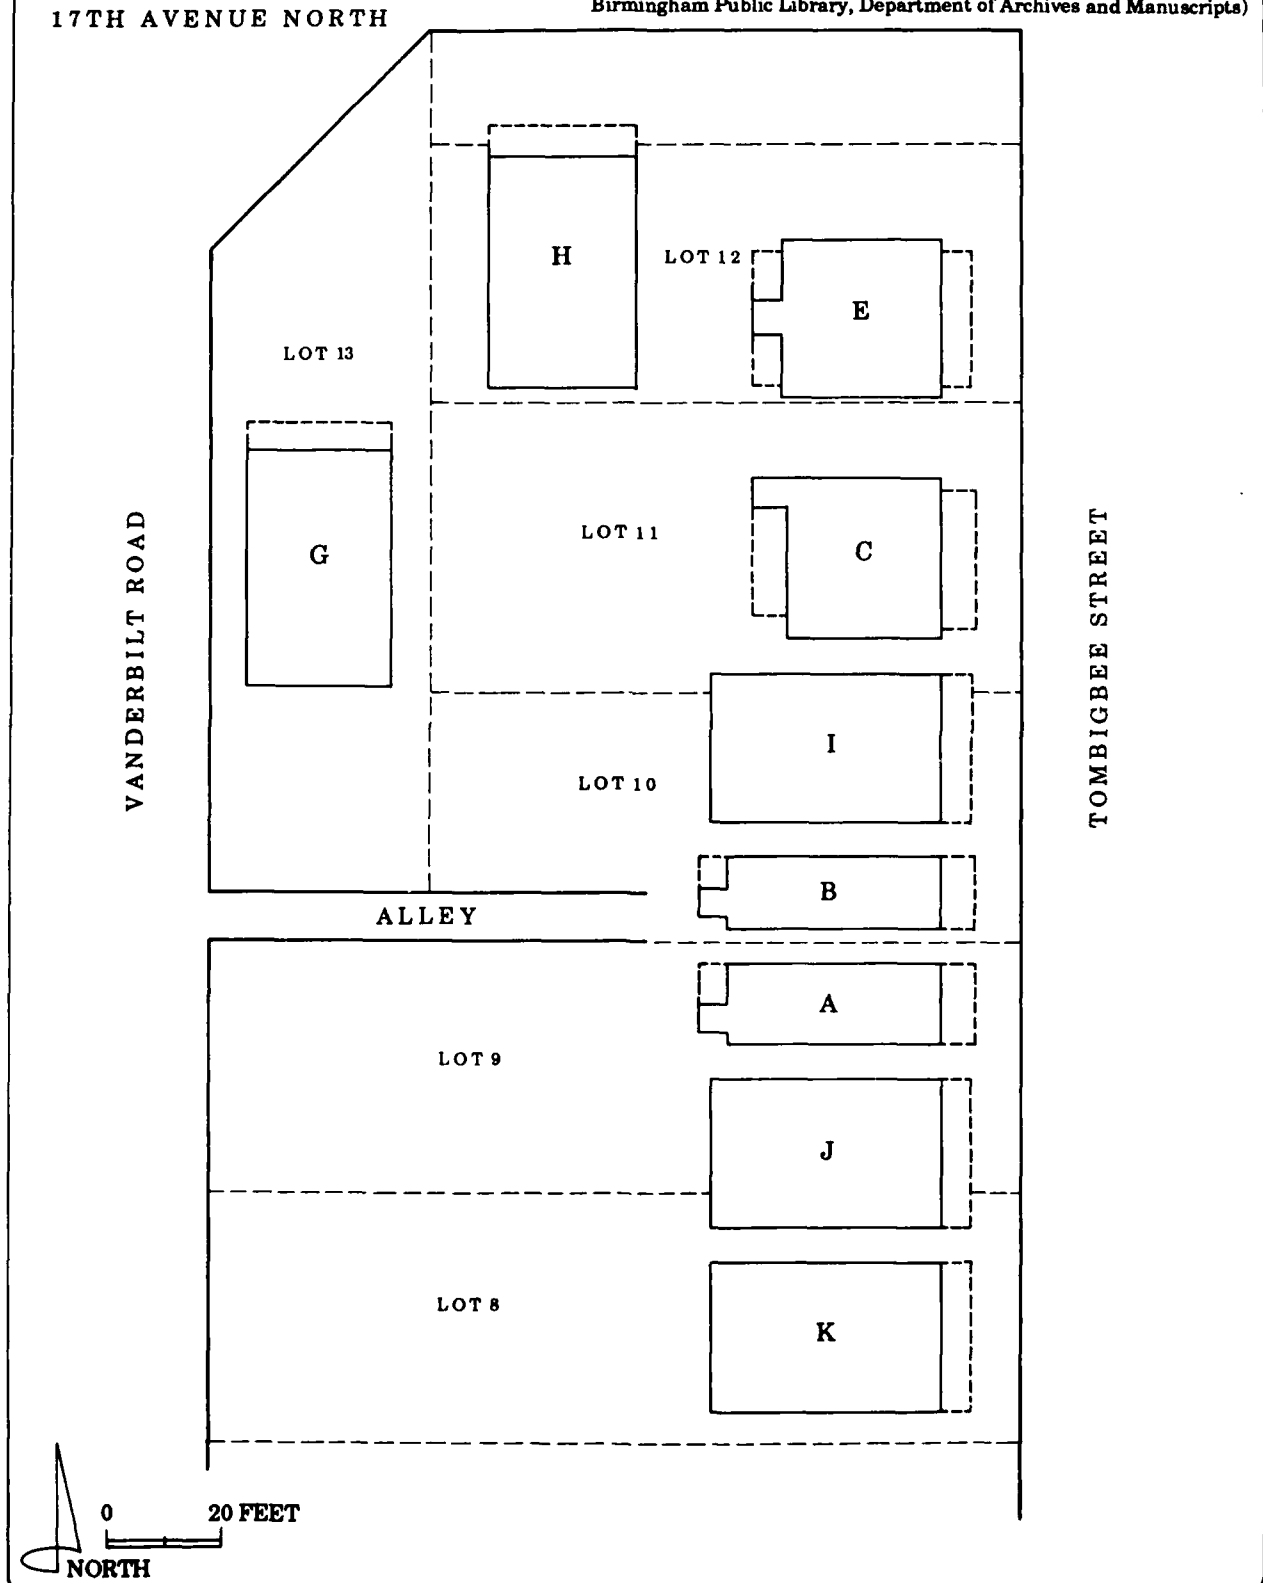 Birmingham Public Library, Department of Archives and Manuscripts)
17TH AVENUE NORTH
H
LOT 12
E
LOT 13
G
LOT 11
C
VANDERBILT ROAD
TOMBIGBEE STREET
I
LOT 10
B
ALLEY
A
LOT 9
J
LOT 8
K
0 20 FEET
NORTH